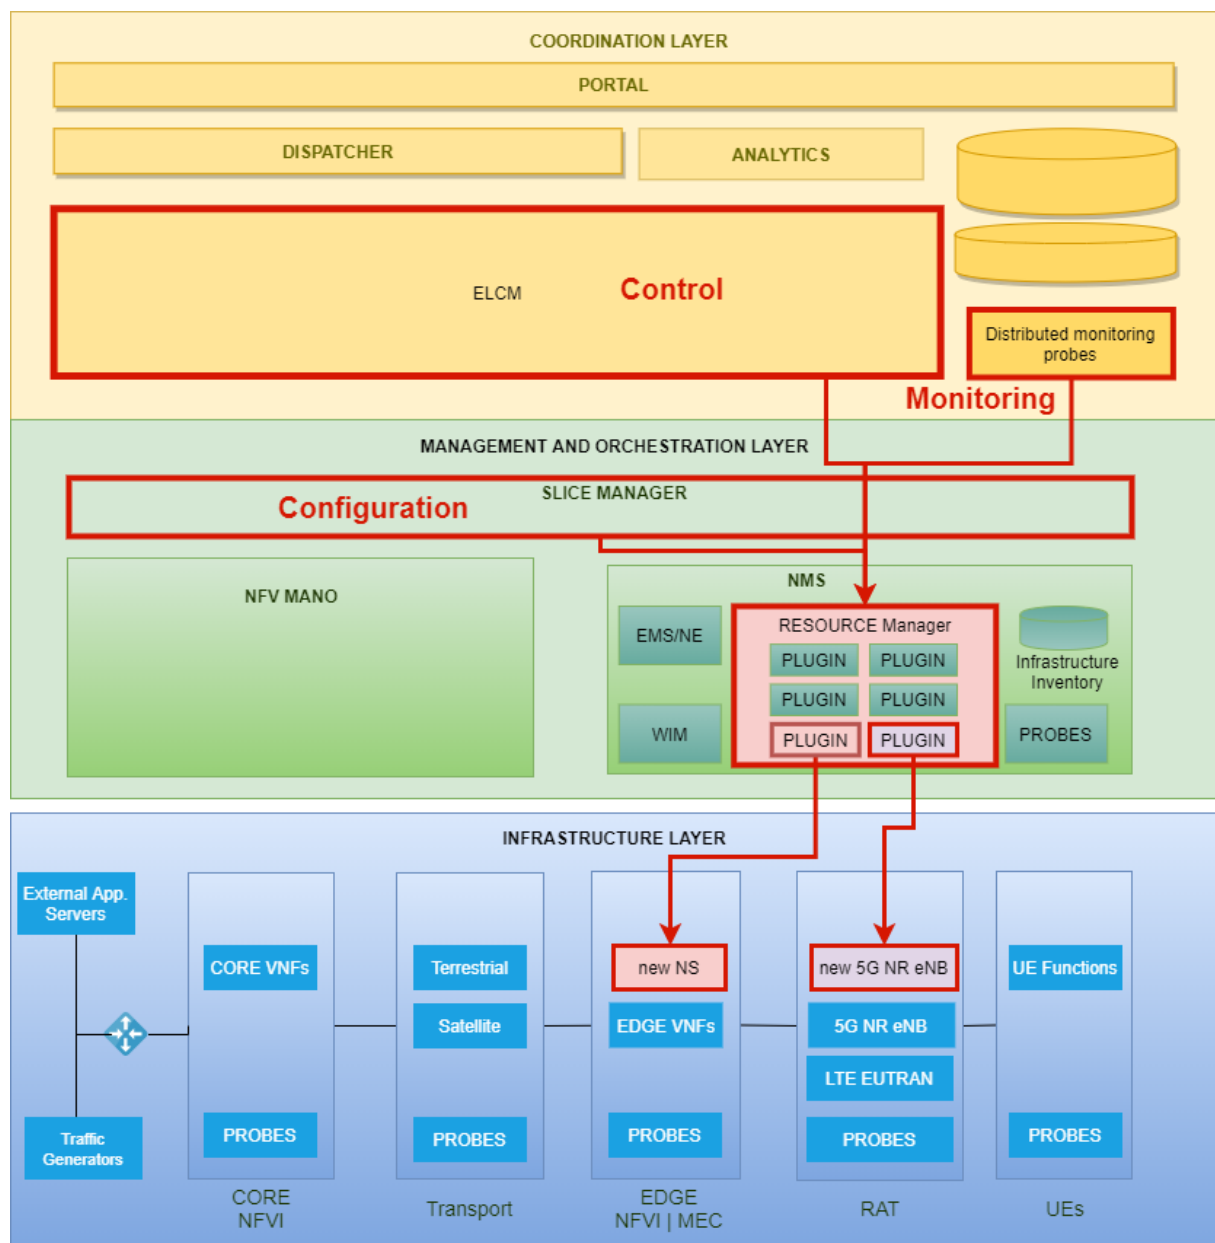 COORDINATION LAYER
PORTAL
DISPATCHER
ANALYTICS
ELCM
Control
Distributed monitoring
probes
Monitoring
MANAGEMENT AND ORCHESTRATION LAYER
SLICE MANAGER
Configuration
NFV MANO
NMS
EMS/NE
RESOURCE Manager
PLUGIN
PLUGIN
PLUGIN
PLUGIN
PLUGIN
PLUGIN
Infrastructure
Inventory
WIM
PROBES
INFRASTRUCTURE LAYER
External App.
Servers
CORE VNFs
Terrestrial
new NS
new 5G NR eNB
UE Functions
Satellite
EDGE VNFs
5G NR eNB
LTE EUTRAN
Traffic
Generators
PROBES
PROBES
PROBES
PROBES
PROBES
CORE
NFVI
Transport
EDGE
NFVI | MEC
RAT
UEs